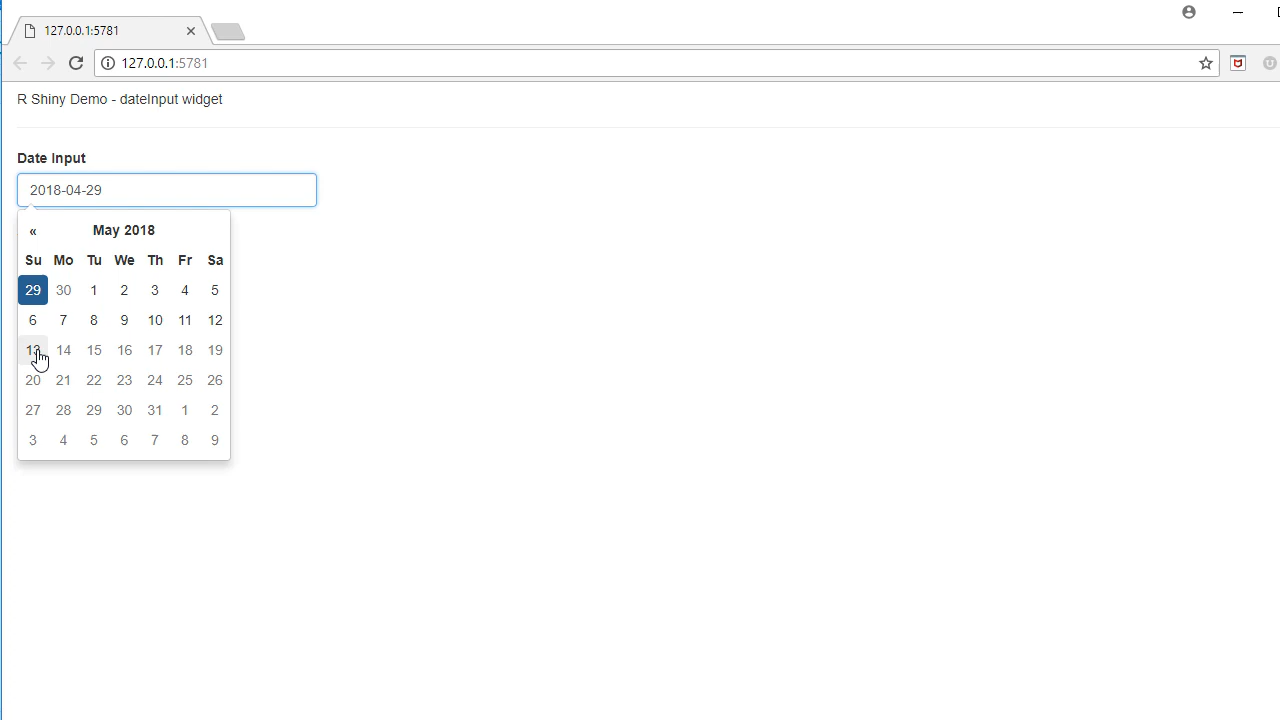 127.0.0.1:5781
127.0.0.1:5781
R Shiny Demo - dateInput widget
Date Input
2018-04-29
« May 2018
Su Mo Tu We Th Fr Sa
29 30 1 2 3 4 5
6 7 8 9 10 11 12
13 14 15 16 17 18 19
20 21 22 23 24 25 26
27 28 29 30 31 1 2
3 4 5 6 7 8 9